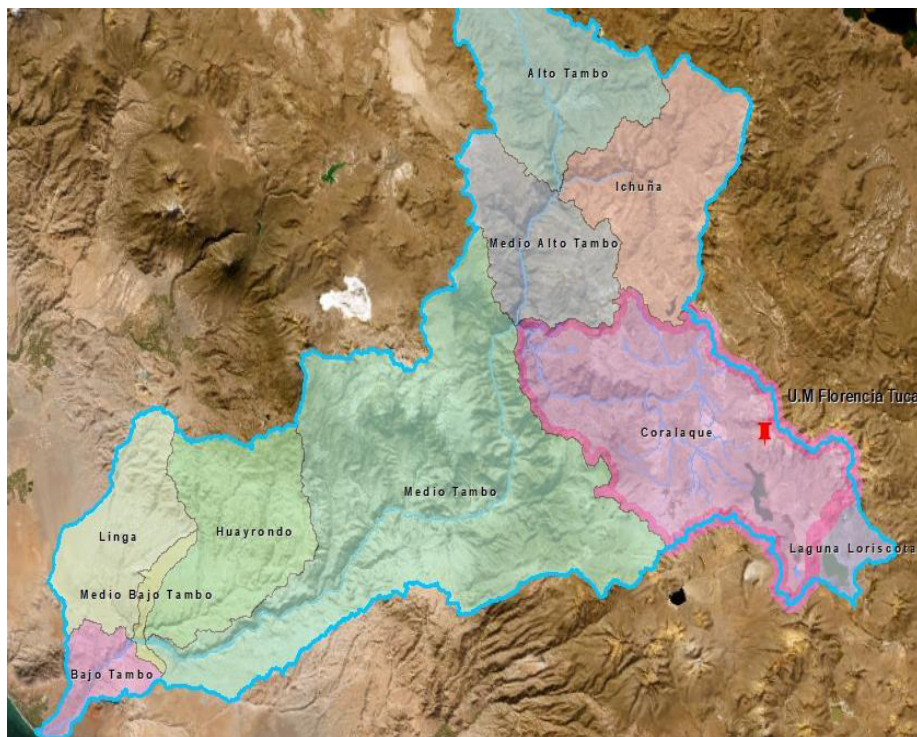 Alto Tambo
Ichuña
Medio Alto Tambo
U.M Florencia Tuca
Coralaque
Medio Tambo
Huayrondo
Linga
Laguna Loriscota
Medio Bajo Tambo
Bajo Tambo